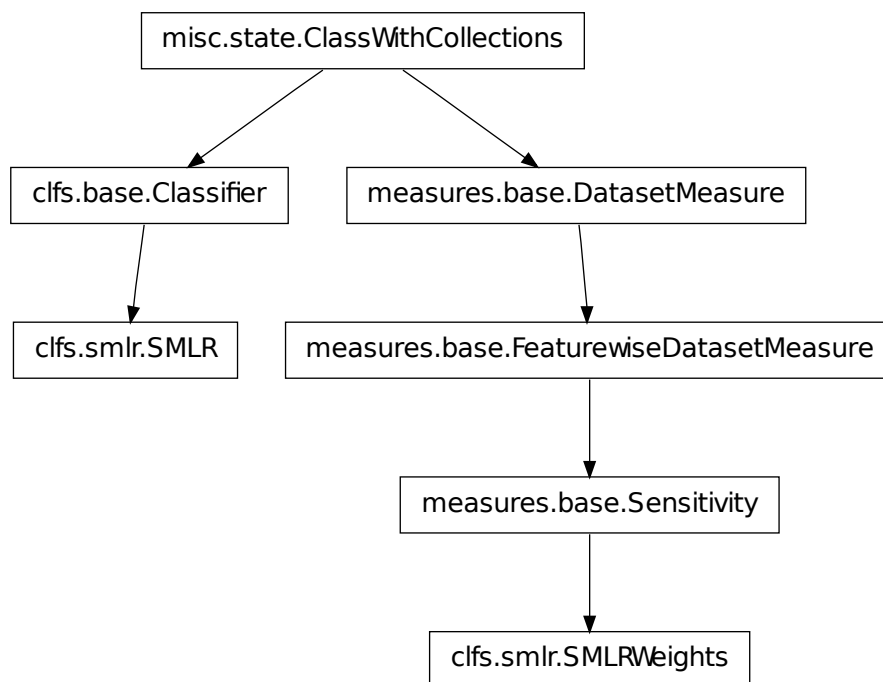 misc.state.ClassWithCollections
clfs.base.Classifier
measures.base.DatasetMeasure
clfs.smlr.SMLR
measures.base.FeaturewiseDatasetMeasure
measures.base.Sensitivity
clfs.smlr.SMLRWeights